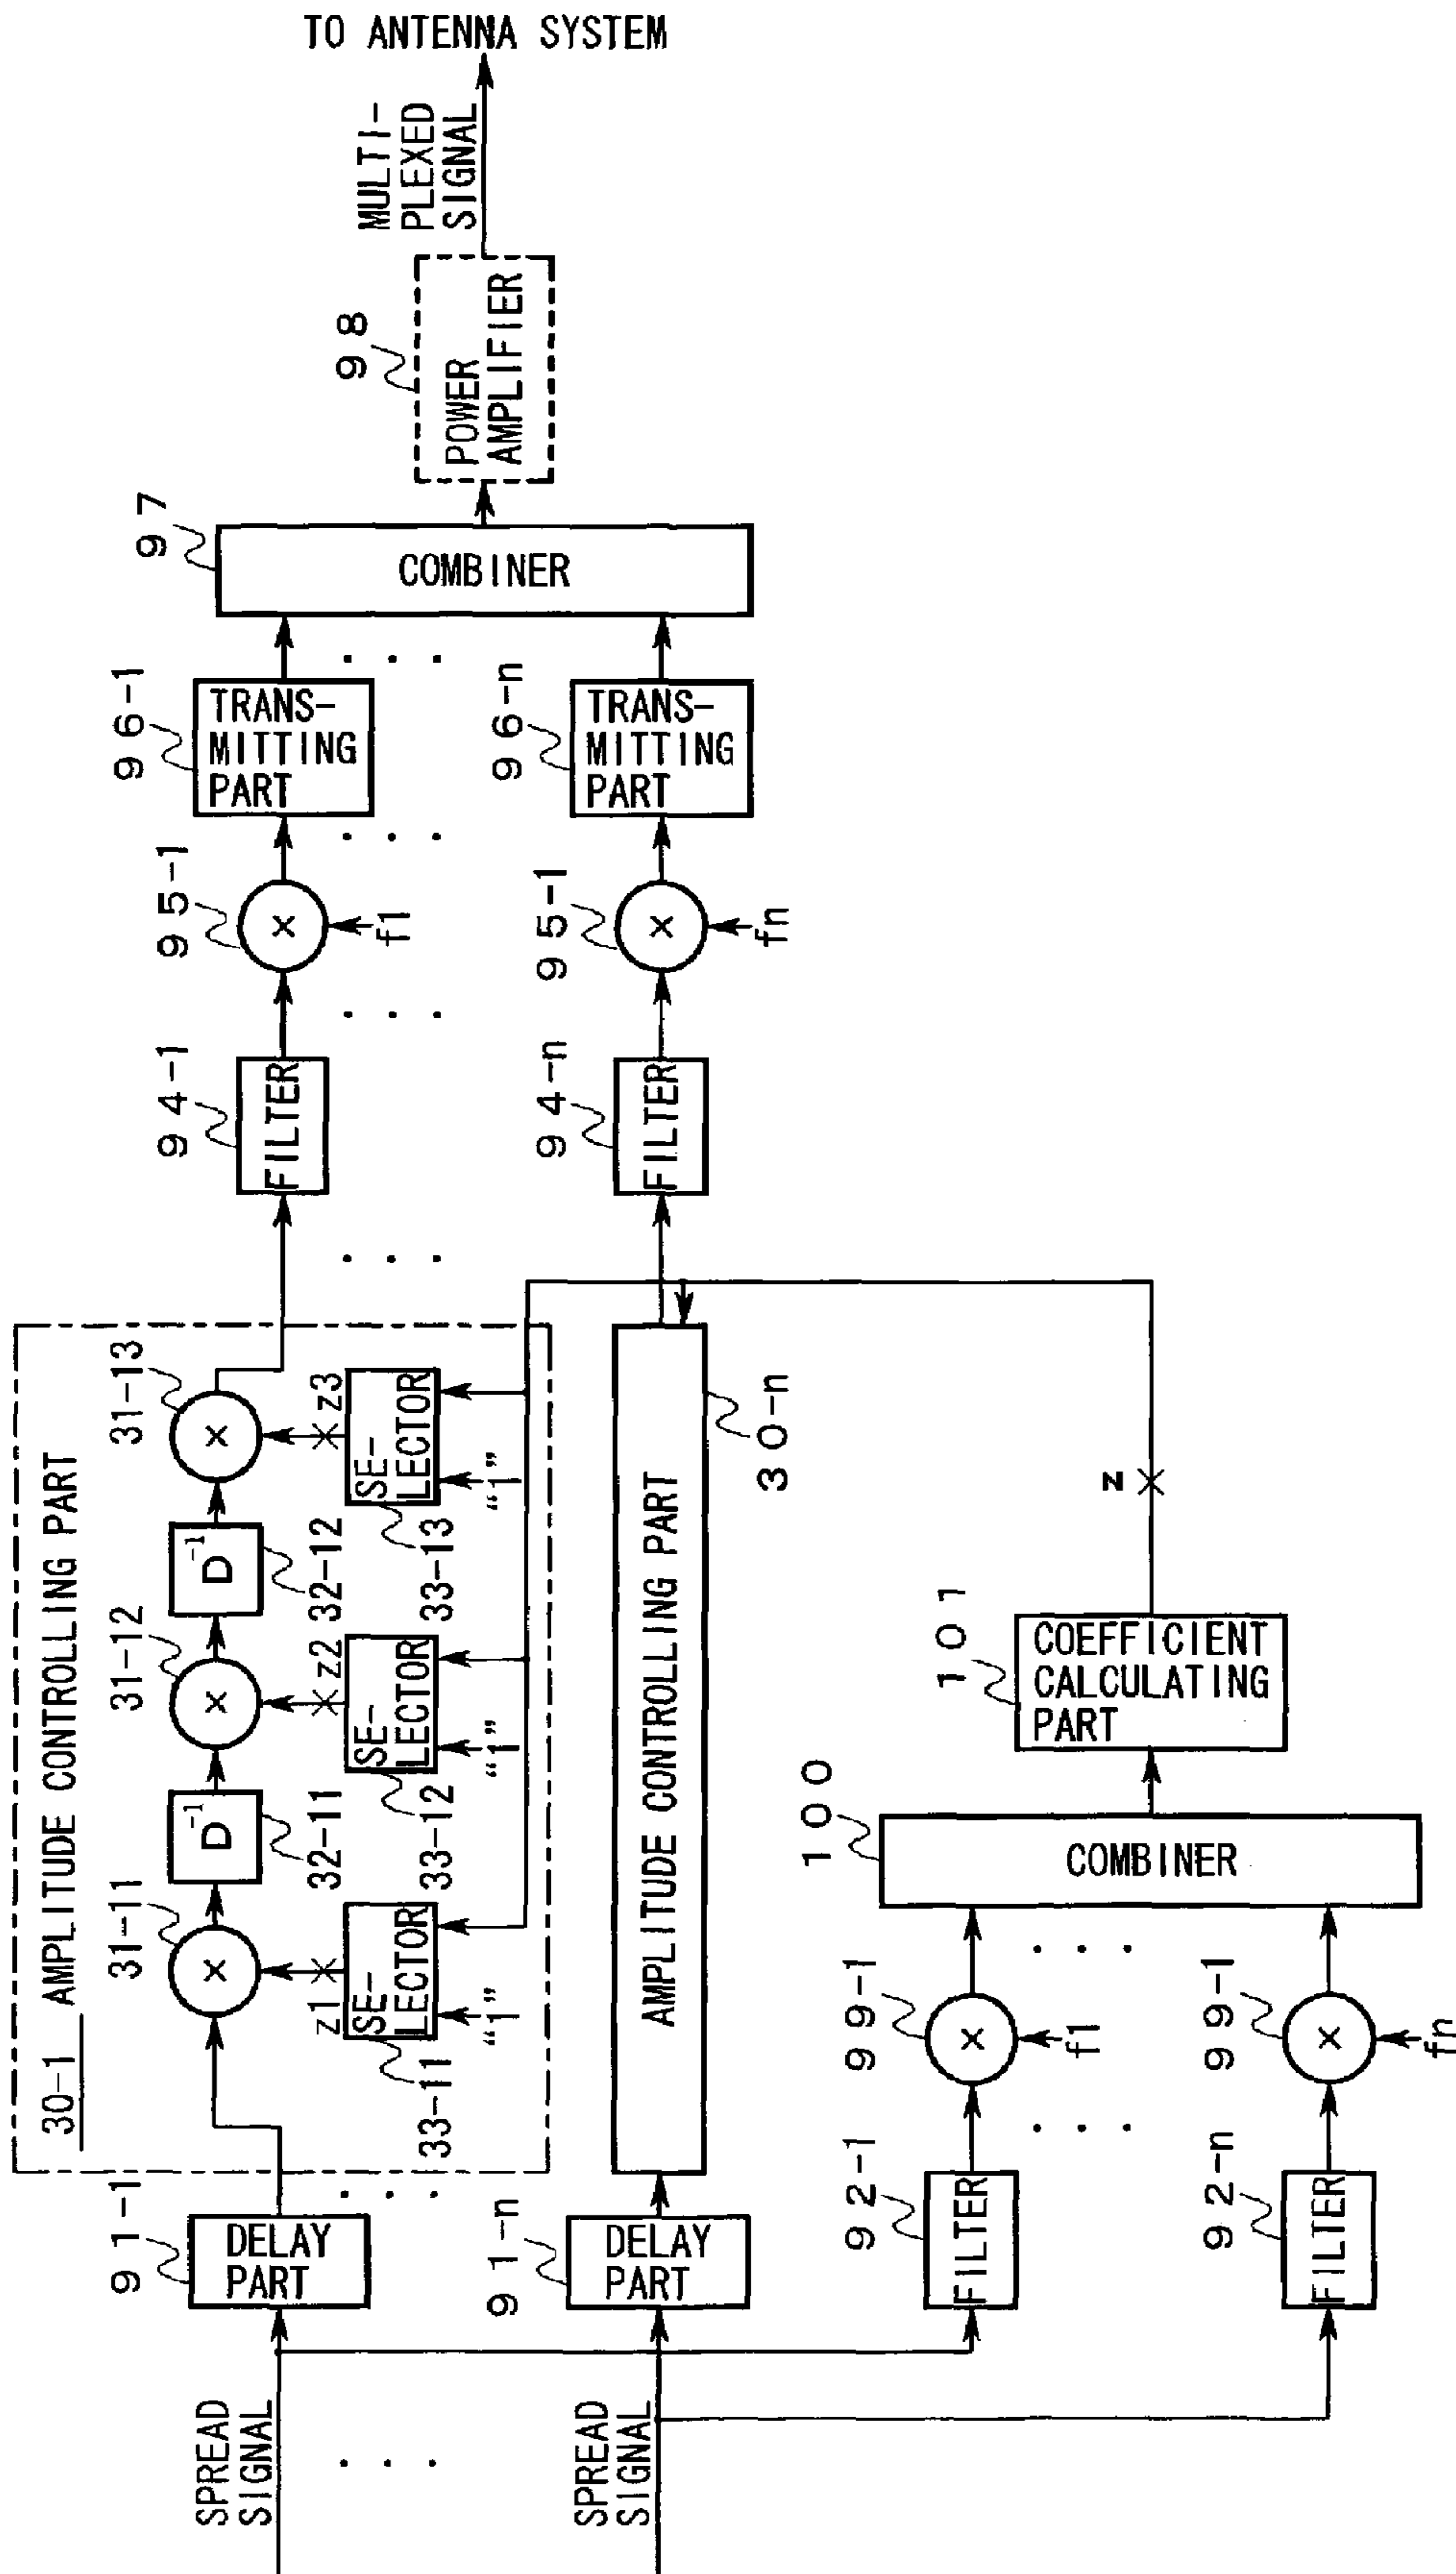 TO ANTENNA SYSTEM
MULTI-
PLEXED
SIGNAL
98
POWER
AMPLIFIER
97
COMBINER
96-1
TRANS-
MITTING
PART
96-n
TRANS-
MITTING
PART
95-1
×
f1
95-1
×
fn
94-1
FILTER
94-n
FILTER
30-1 AMPLITUDE CONTROLLING PART
31-11
×
31-12
×
31-13
×
32-11
D-1
32-12
D-1
z1
z2
z3
33-11
SE-
LECTOR
"1"
33-12
SE-
LECTOR
"1"
33-13
SE-
LECTOR
"1"
AMPLITUDE CONTROLLING PART
30-n
z
101
COEFFICIENT
CALCULATING
PART
100
COMBINER
99-1
×
f1
99-1
×
fn
92-1
FILTER
92-n
FILTER
91-1
DELAY
PART
91-n
DELAY
PART
SPREAD
SIGNAL
SPREAD
SIGNAL